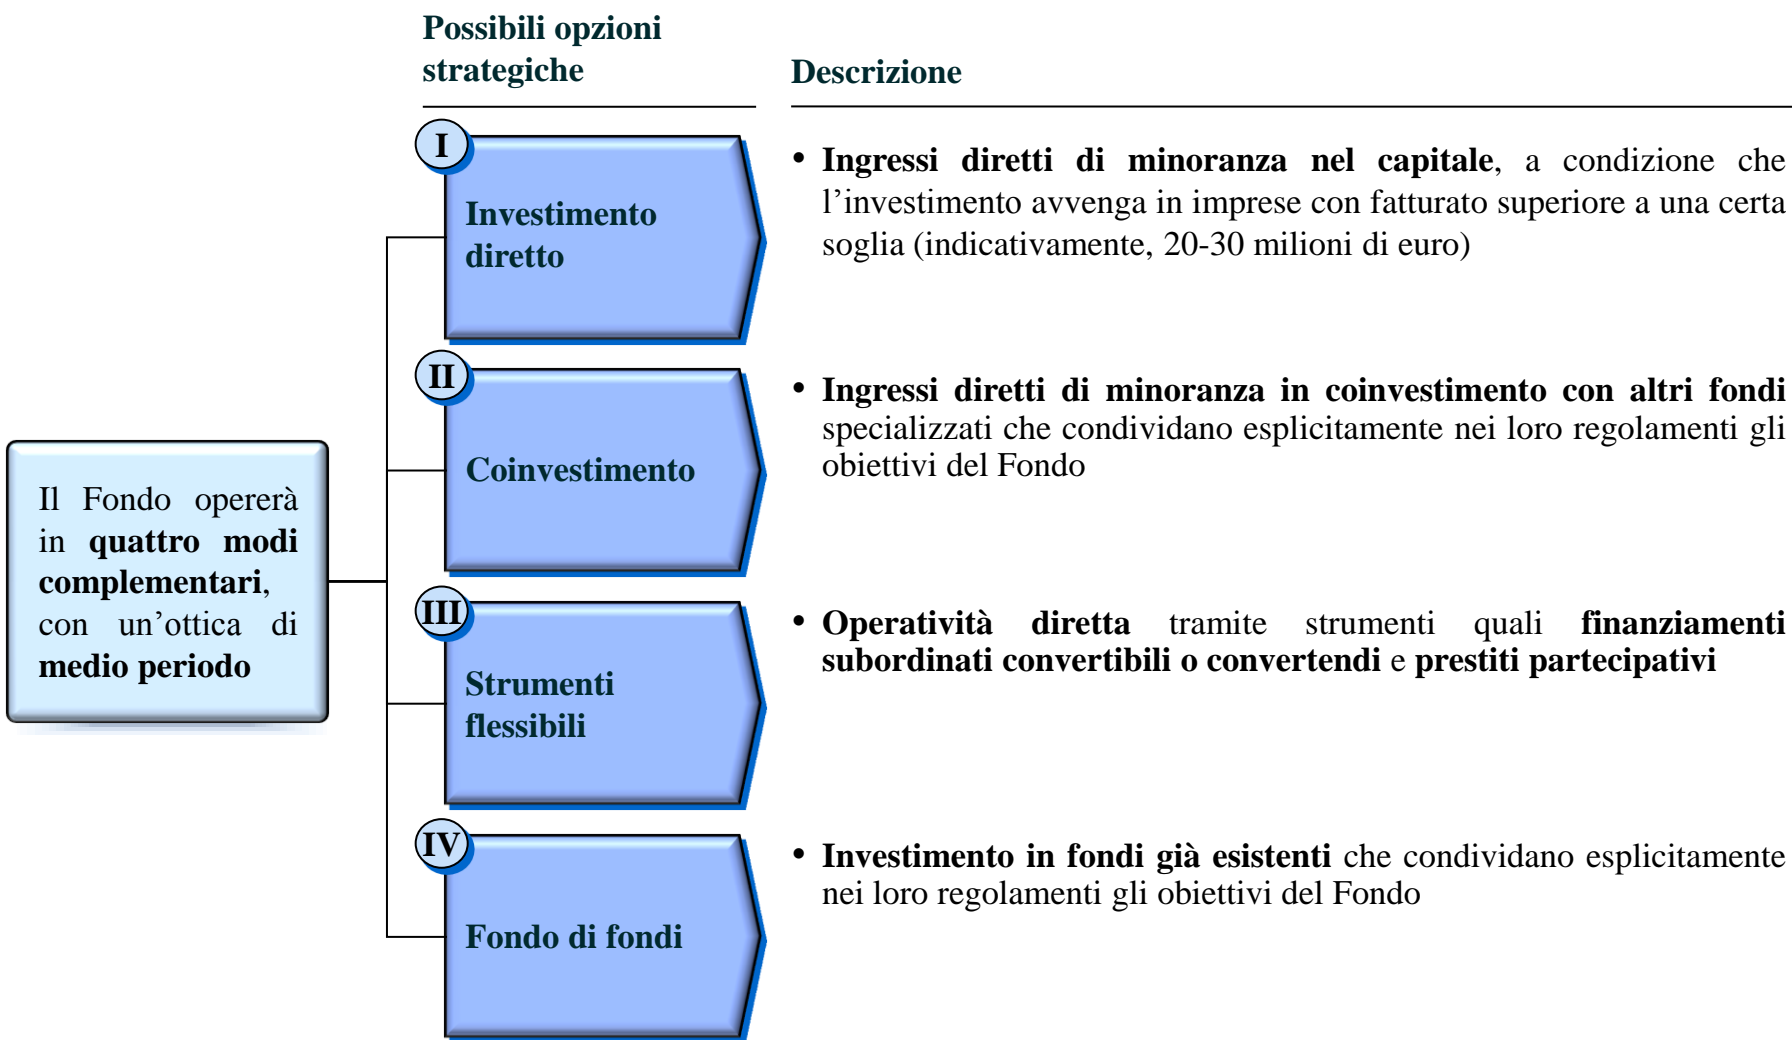 Possibili opzioni
strategiche
Descrizione
Il Fondo opererà
in quattro modi
complementari,
con un’ottica di
medio periodo
I
Investimento
diretto
• Ingressi diretti di minoranza nel capitale, a condizione che
l’investimento avvenga in imprese con fatturato superiore a una certa
soglia (indicativamente, 20-30 milioni di euro)
II
Coinvestimento
• Ingressi diretti di minoranza in coinvestimento con altri fondi
specializzati che condividano esplicitamente nei loro regolamenti gli
obiettivi del Fondo
III
Strumenti
flessibili
• Operatività diretta tramite strumenti quali finanziamenti
subordinati convertibili o convertendi e prestiti partecipativi
IV
Fondo di fondi
• Investimento in fondi già esistenti che condividano esplicitamente
nei loro regolamenti gli obiettivi del Fondo